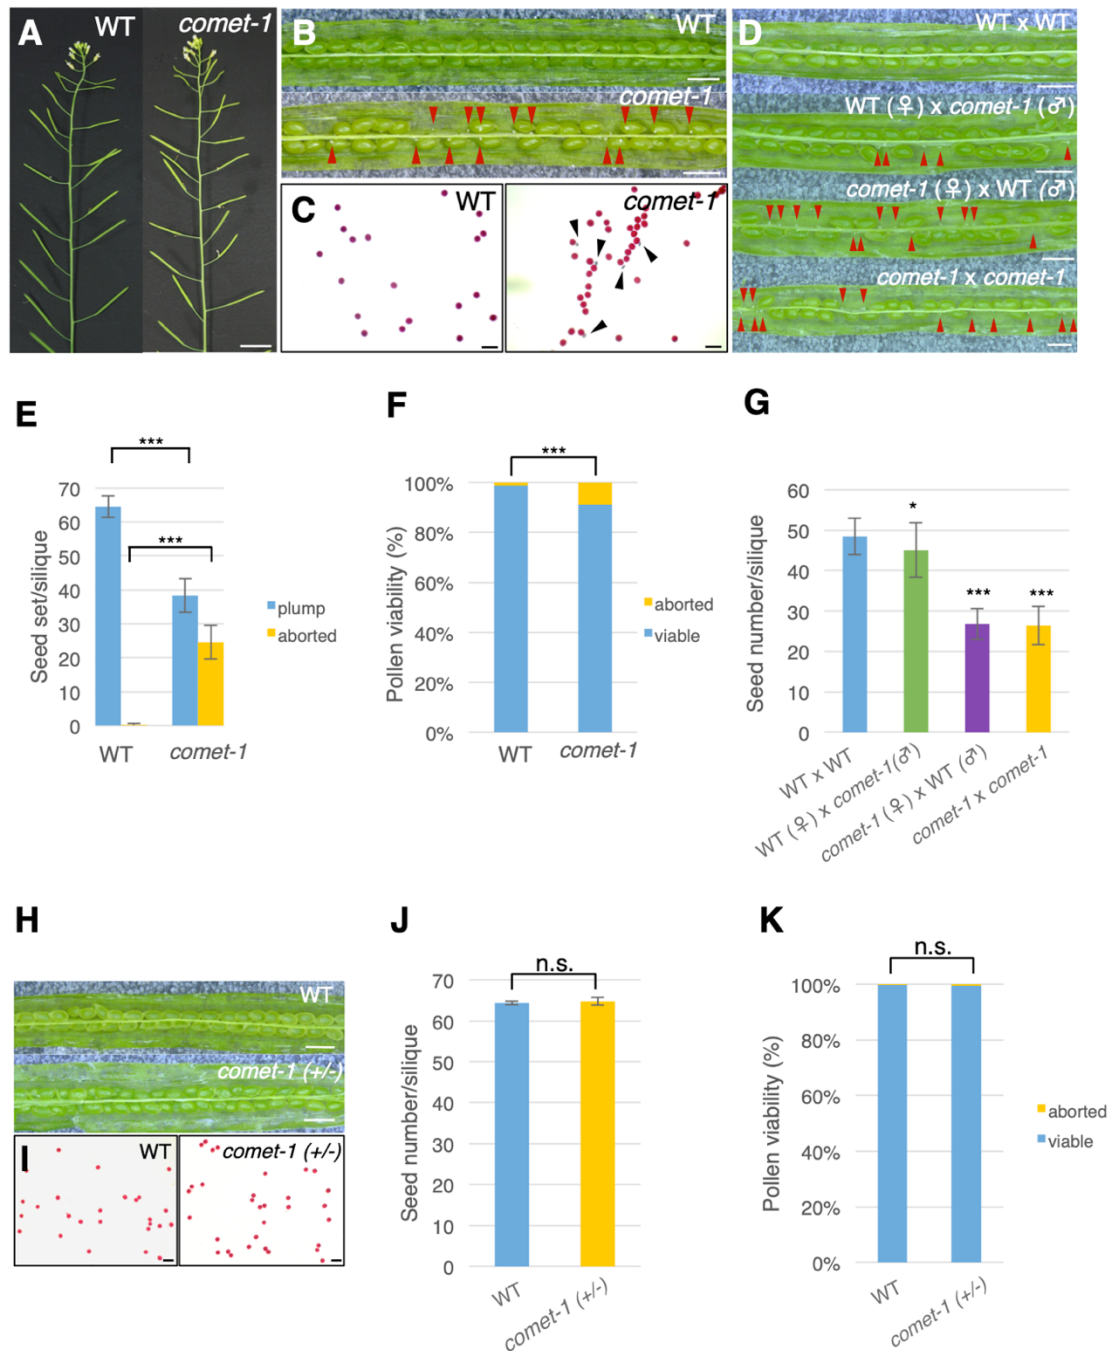 A WT comet-1
B WT
comet-1
C WT comet-1
D WT x WT
WT (♀) x comet-1 (♂)
comet-1 (♀) x WT (♂)
comet-1 x comet-1
E
***
***
70
60
50
40
30
20
10
0
Seed set/silique
WT comet-1
plump
aborted
F
***
100%
80%
60%
40%
20%
0%
Pollen viability (%)
WT comet-1
aborted
viable
G
60
50
40
30
20
10
0
Seed number/silique
*
***
***
WT x WT
WT (♀) x comet-1(♂)
comet-1 (♀) x WT (♂)
comet-1 x comet-1
H
WT
comet-1 (+/-)
I WT comet-1 (+/-)
J
n.s.
70
60
50
40
30
20
10
0
Seed number/silique
WT
comet-1 (+/-)
K
n.s.
100%
80%
60%
40%
20%
0%
Pollen viability (%)
WT
comet-1 (+/-)
aborted
viable